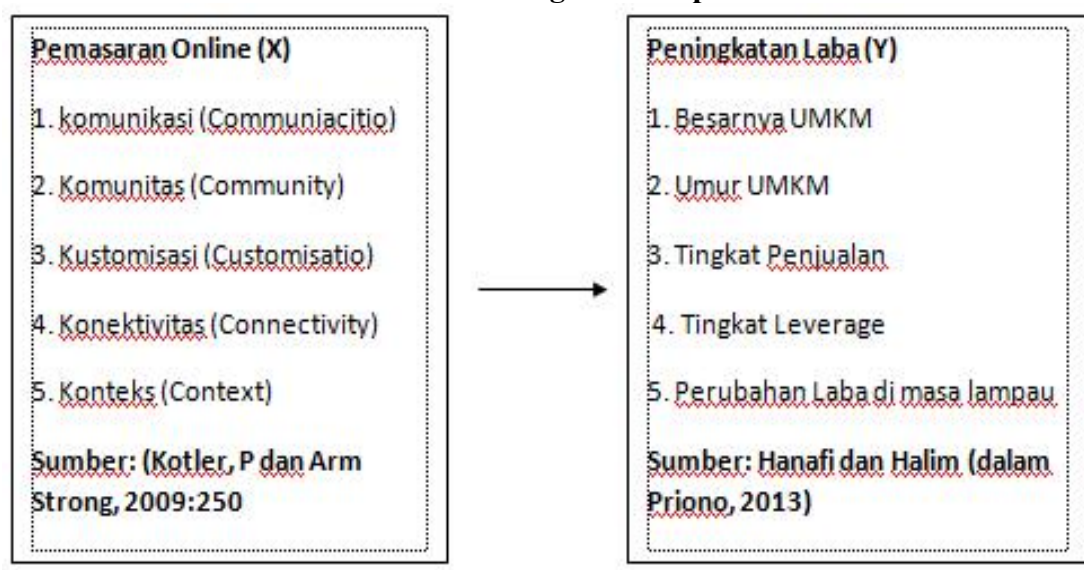 Pemasaran Online (X)
1. komunikasi (Communiacitio)
2. Komunitas (Community)
3. Kustomisasi (Customisatio)
4. Konektivitas (Connectivity)
5. Konteks (Context)
Sumber: (Kotler, P dan Arm
Strong, 2009:250
Peningkatan Laba (Y)
1. Besarnya UMKM
2. Umur UMKM
3. Tingkat Penjualan
4. Tingkat Leverage
5. Perubahan Laba di masa lampau
Sumber: Hanafi dan Halim (dalam
Priono, 2013)